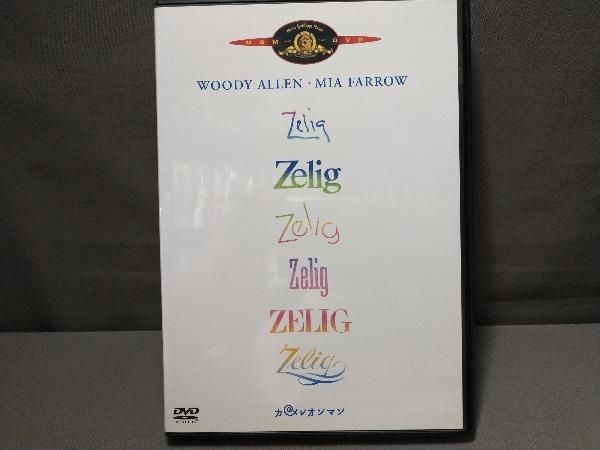 MGM DVD
WOODY ALLEN · MIA FARROW
Zelig
Zelig
Zelig
Zelig
ZELIG
Zelig
DVD
VIDEO
カ@メレオンマン